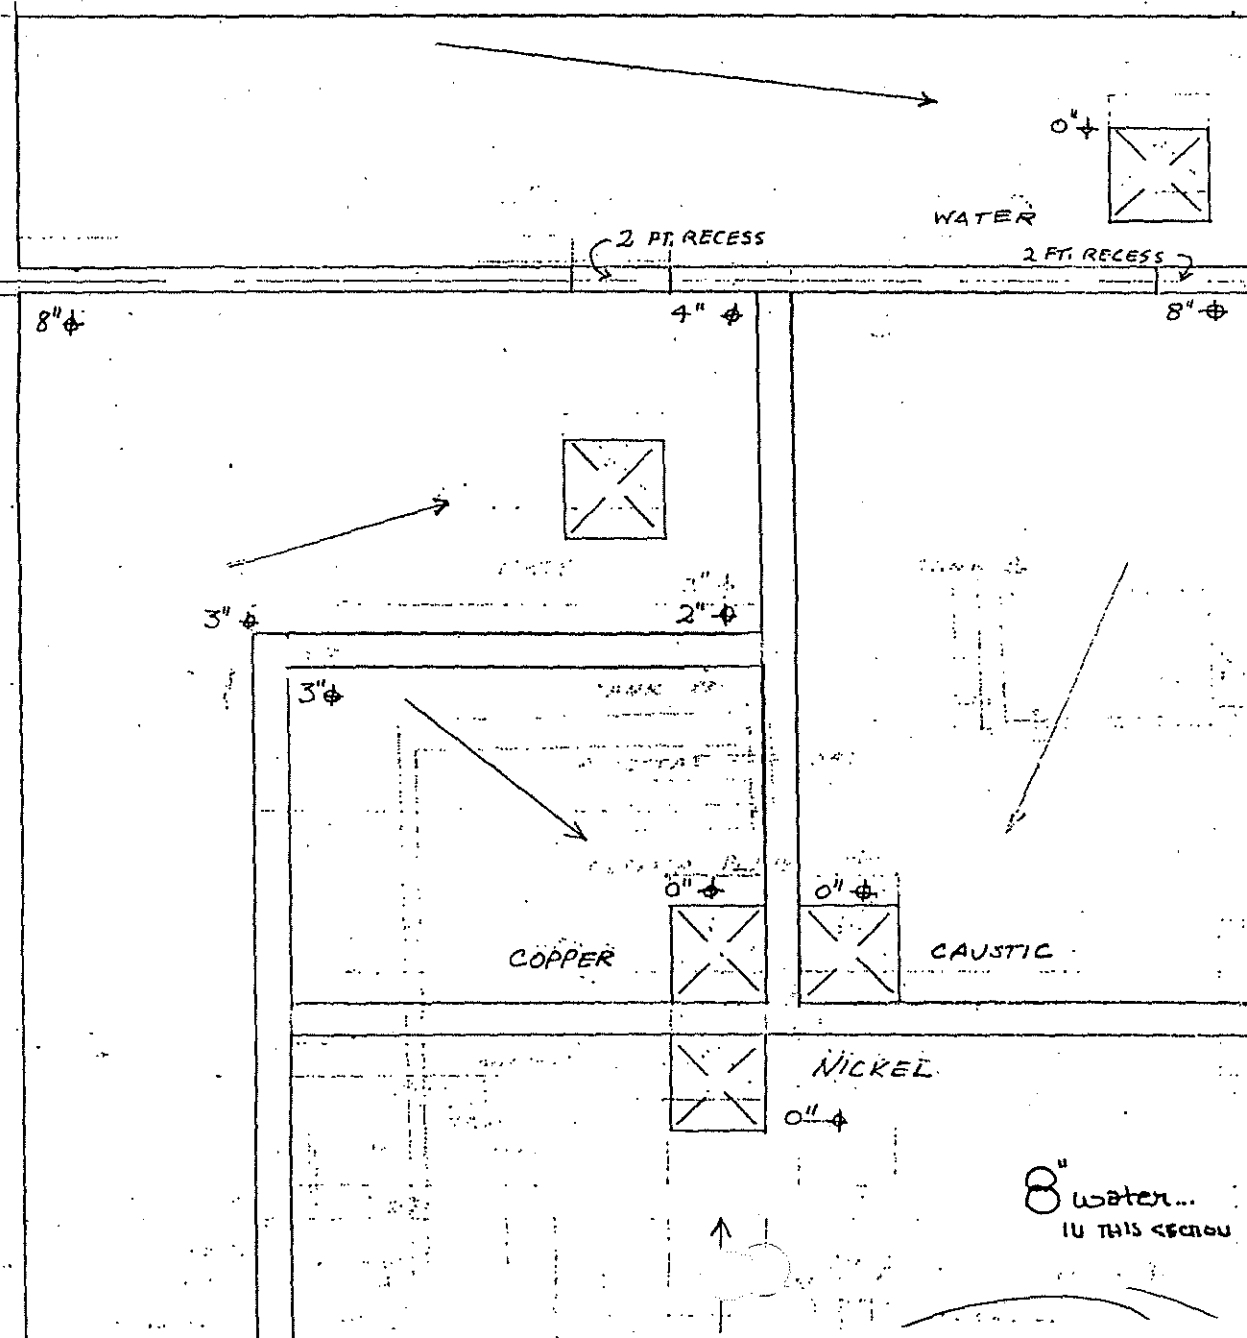 0"
WATER
2 FT. RECESS
2 FT. RECESS
8"
4"
8"
3"
2"
3"
0"
0"
COPPER
CAUSTIC
NICKEL
0"
8" water...
IN THIS SECTION